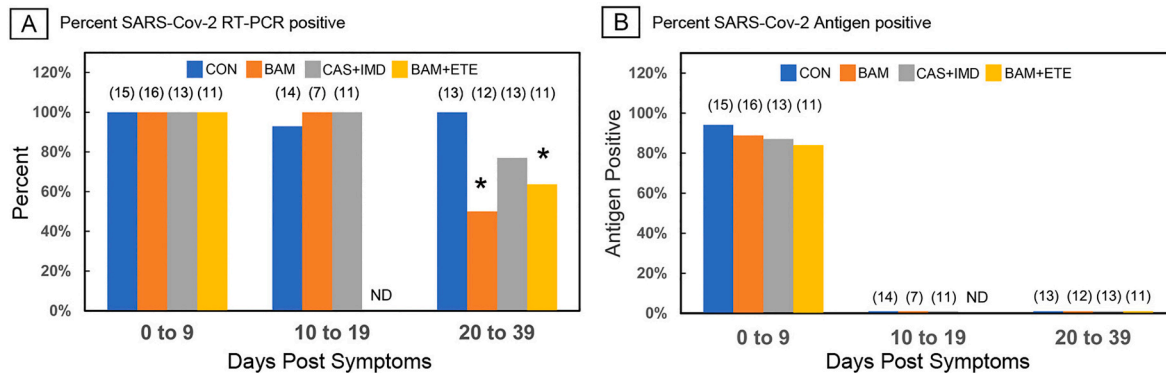 A Percent SARS-Cov-2 RT-PCR positive
CON BAM CAS+IMD BAM+ETE
120%
100%
80%
60%
40%
20%
0%
Percent
(15) (16) (13) (11)
(14) (7) (11)
ND
(13) (12) (13) (11)
* *
0 to 9 10 to 19 20 to 39
Days Post Symptoms
B Percent SARS-Cov-2 Antigen positive
CON BAM CAS+IMD BAM+ETE
120%
100%
80%
60%
40%
20%
0%
Antigen Positive
(15) (16) (13) (11)
(14) (7) (11) ND
(13) (12) (13) (11)
0 to 9 10 to 19 20 to 39
Days Post Symptoms